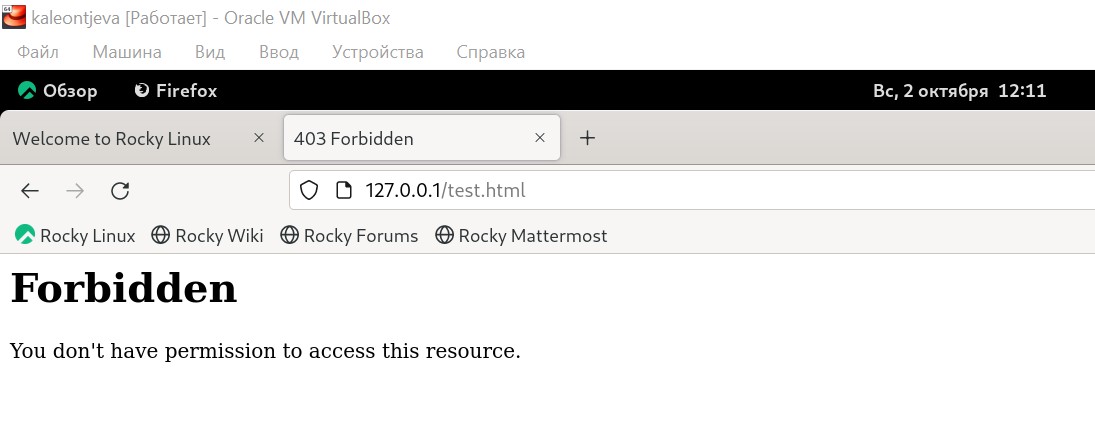 kaleontjeva [Работает] - Oracle VM VirtualBox
Файл Машина Вид Ввод Устройства Справка
Обзор Firefox Вс, 2 октября 12:11
Welcome to Rocky Linux 403 Forbidden
127.0.0.1/test.html
Rocky Linux Rocky Wiki Rocky Forums Rocky Mattermost
Forbidden
You don't have permission to access this resource.